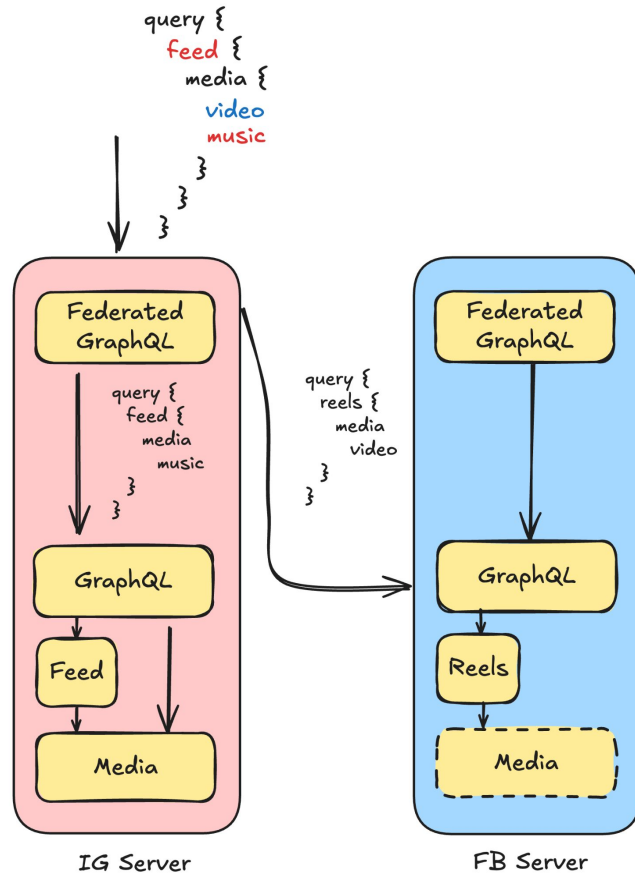 query {
feed {
media {
video
music
}
}
}
Federated
GraphQL
query {
feed {
media
music
}
}
GraphQL
Feed
Media
IG Server
query {
reels {
media
video
}
}
Federated
GraphQL
GraphQL
Reels
Media
FB Server